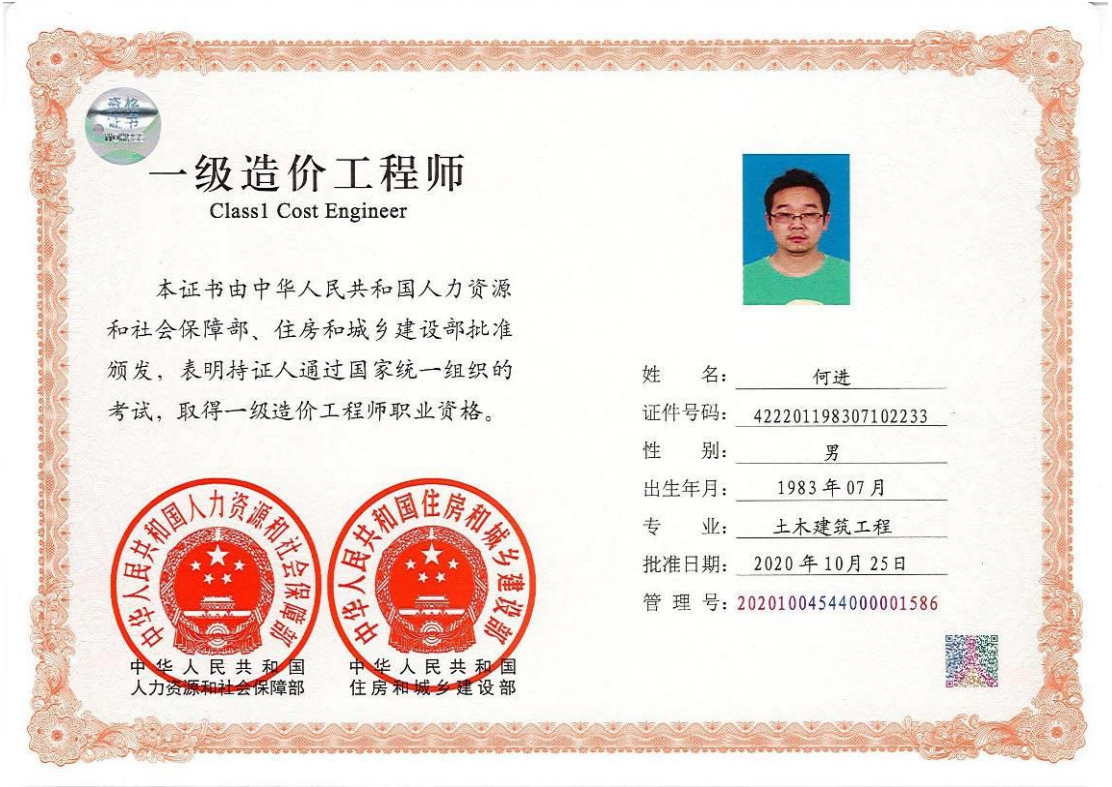 资格
证书
一级造价工程师
Class1 Cost Engineer
本证书由中华人民共和国人力资源
和社会保障部、住房和城乡建设部批准
颁发，表明持证人通过国家统一组织的
考试，取得一级造价工程师职业资格。
中华人民共和国人力资源和社会保障部
中华人民共和国
人力资源和社会保障部
中华人民共和国住房和城乡建设部
中华人民共和国
住房和城乡建设部
姓 名：何进
证件号码：422201198307102233
性 别：男
出生年月：1983年07月
专 业：土木建筑工程
批准日期：2020年10月25日
管 理 号：20201004544000001586